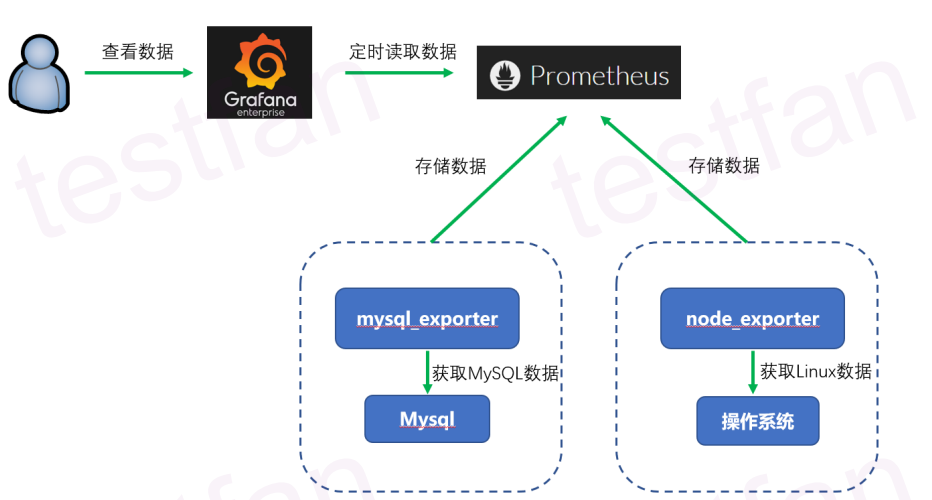 查看数据
定时读取数据
Grafana
enterprise
Prometheus
存储数据
存储数据
mysql_exporter
node_exporter
获取MySQL数据
获取Linux数据
Mysql
操作系统
testfan
testfan
testfan
testfan